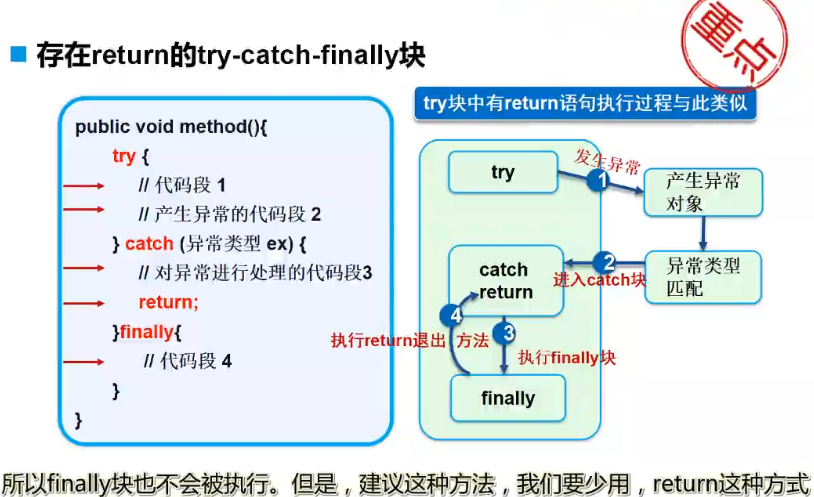 重点
存在return的try-catch-finally块
try块中有return语句执行过程与此类似
public void method(){
try {
// 代码段 1
// 产生异常的代码段 2
} catch (异常类型 ex) {
// 对异常进行处理的代码段3
return;
}finally{
// 代码段 4
}
}
try
发生异常
1
产生异常
对象
catch
return
2
进入catch块
异常类型
匹配
4
3
执行return退出 方法
执行finally块
finally
所以finally块也不会被执行。但是，建议这种方法，我们要少用，return这种方式